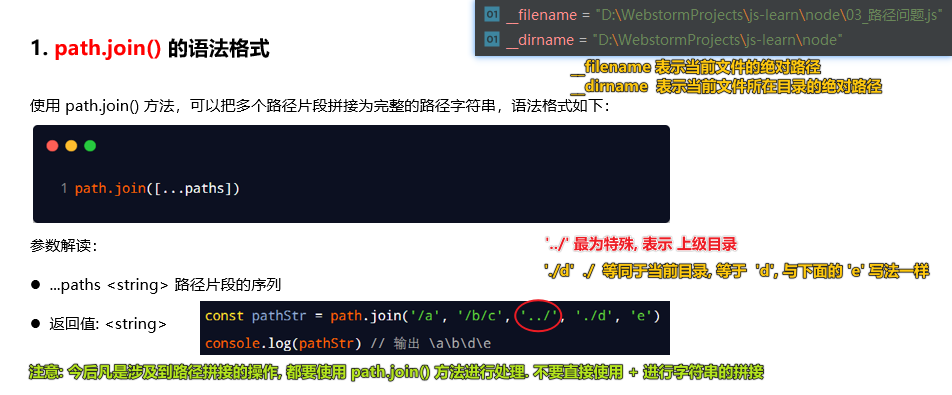 __filename = "D:\WebstormProjects\js-learn\node\03_路径问题.js"
__dirname = "D:\WebstormProjects\js-learn\node"
__filename 表示当前文件的绝对路径
__dirname 表示当前文件所在目录的绝对路径
1. path.join() 的语法格式
使用 path.join() 方法，可以把多个路径片段拼接为完整的路径字符串，语法格式如下：
1 path.join([...paths])
参数解读：
'../' 最为特殊, 表示 上级目录
'./d' ./ 等同于当前目录, 等于 'd', 与下面的 'e' 写法一样
● ...paths <string> 路径片段的序列
● 返回值: <string>
const pathStr = path.join('/a', '/b/c', '../', './d', 'e')
console.log(pathStr) // 输出 \a\b\d\e
注意: 今后凡是涉及到路径拼接的操作, 都要使用 path.join() 方法进行处理. 不要直接使用 + 进行字符串的拼接